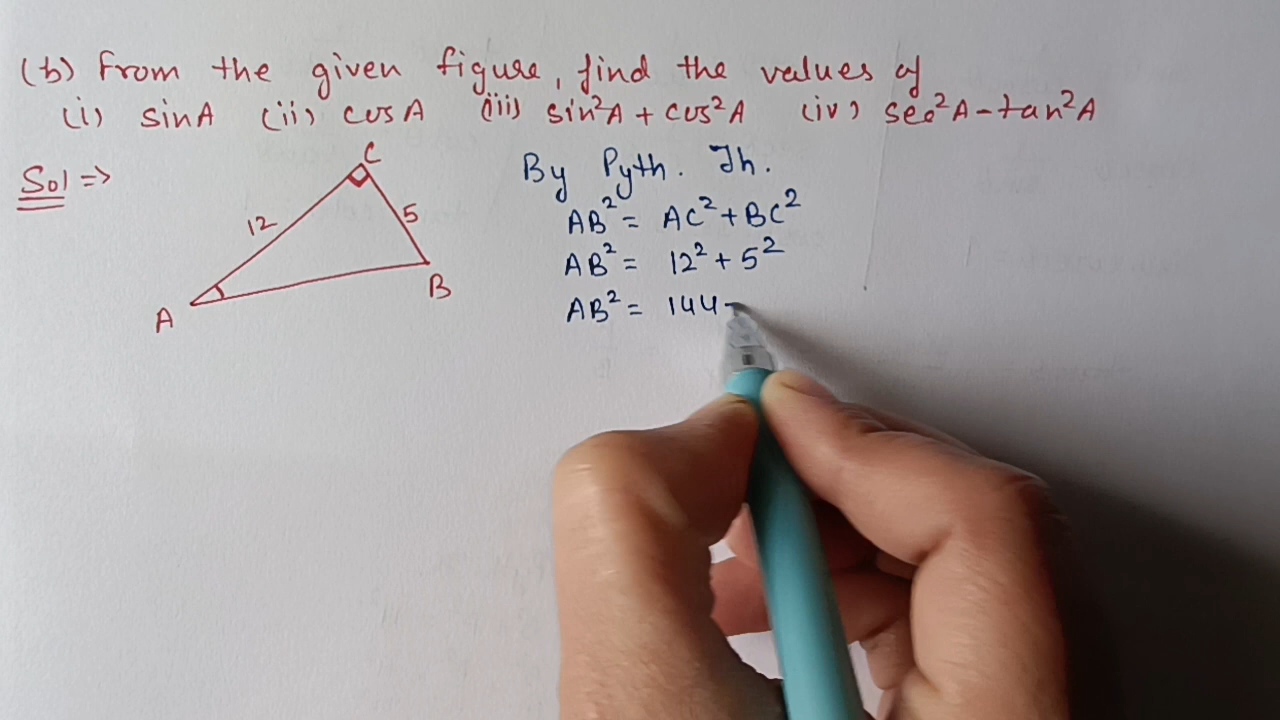 (b) From the given figure, find the values of
(i) sinA (ii) cosA (iii) sin²A + cos²A (iv) sec²A - tan²A
Sol ⇒
C
12
5
B
A
By Pyth. Th.
AB² = AC² + BC²
AB² = 12² + 5²
AB² = 144-